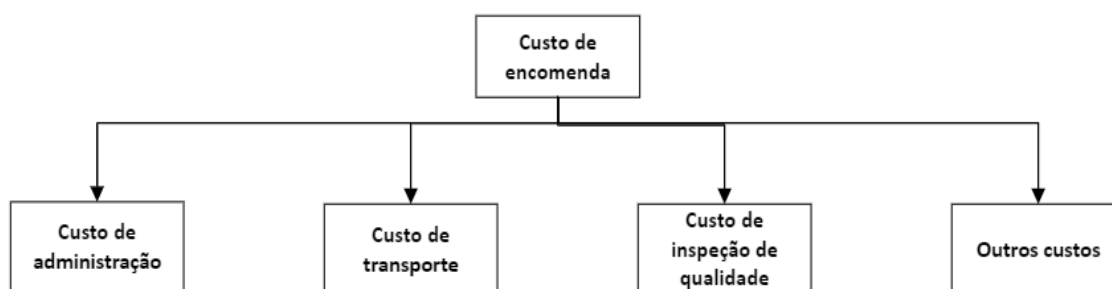 Custo de
encomenda
Custo de
administração
Custo de
transporte
Custo de
inspeção de
qualidade
Outros custos